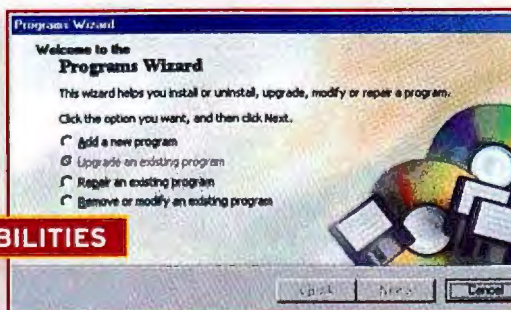 Programs Wizard
Welcome to the
Programs Wizard
This wizard helps you install or uninstall, upgrade, modify or repair a program.
Click the option you want, and then click Next.
Add a new program
Upgrade an existing program
Repair an existing program
Remove or modify an existing program
BILITIES
Cancel